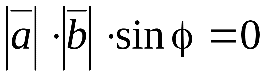 |a̅| · |b̅| · sin ϕ = 0